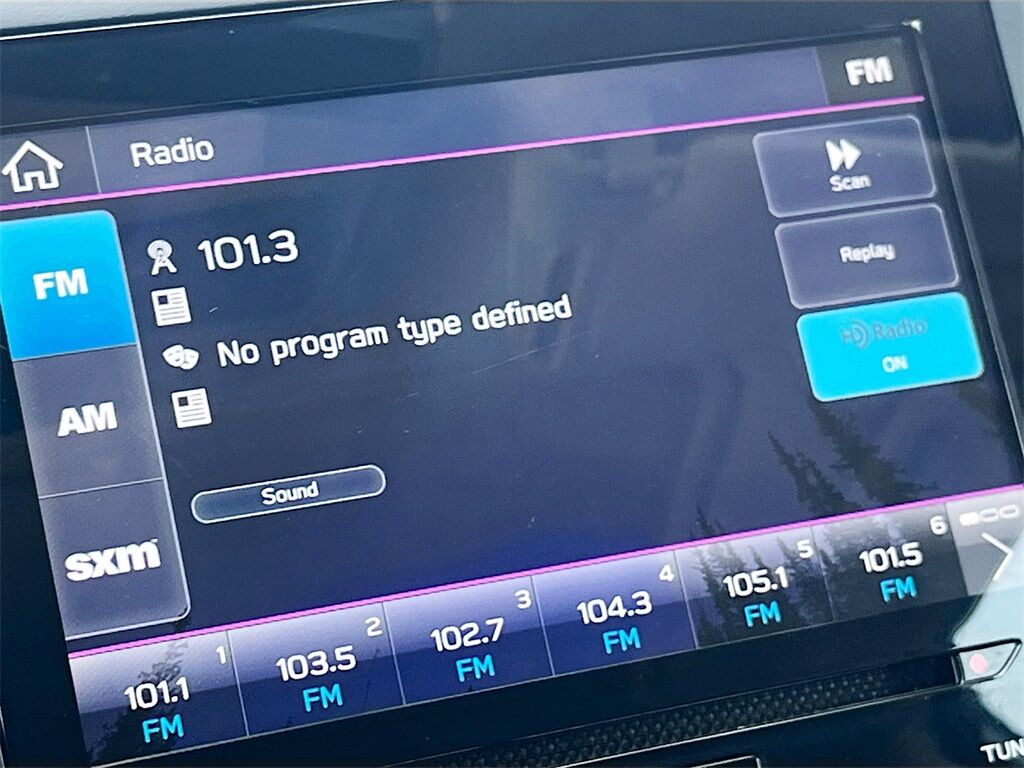 FM
Radio
Scan
101.3
FM
Replay
No program type defined
HD Radio
ON
AM
Sound
sxm
1
101.1
FM
2
103.5
FM
3
102.7
FM
4
104.3
FM
5
105.1
FM
6
101.5
FM
TUN